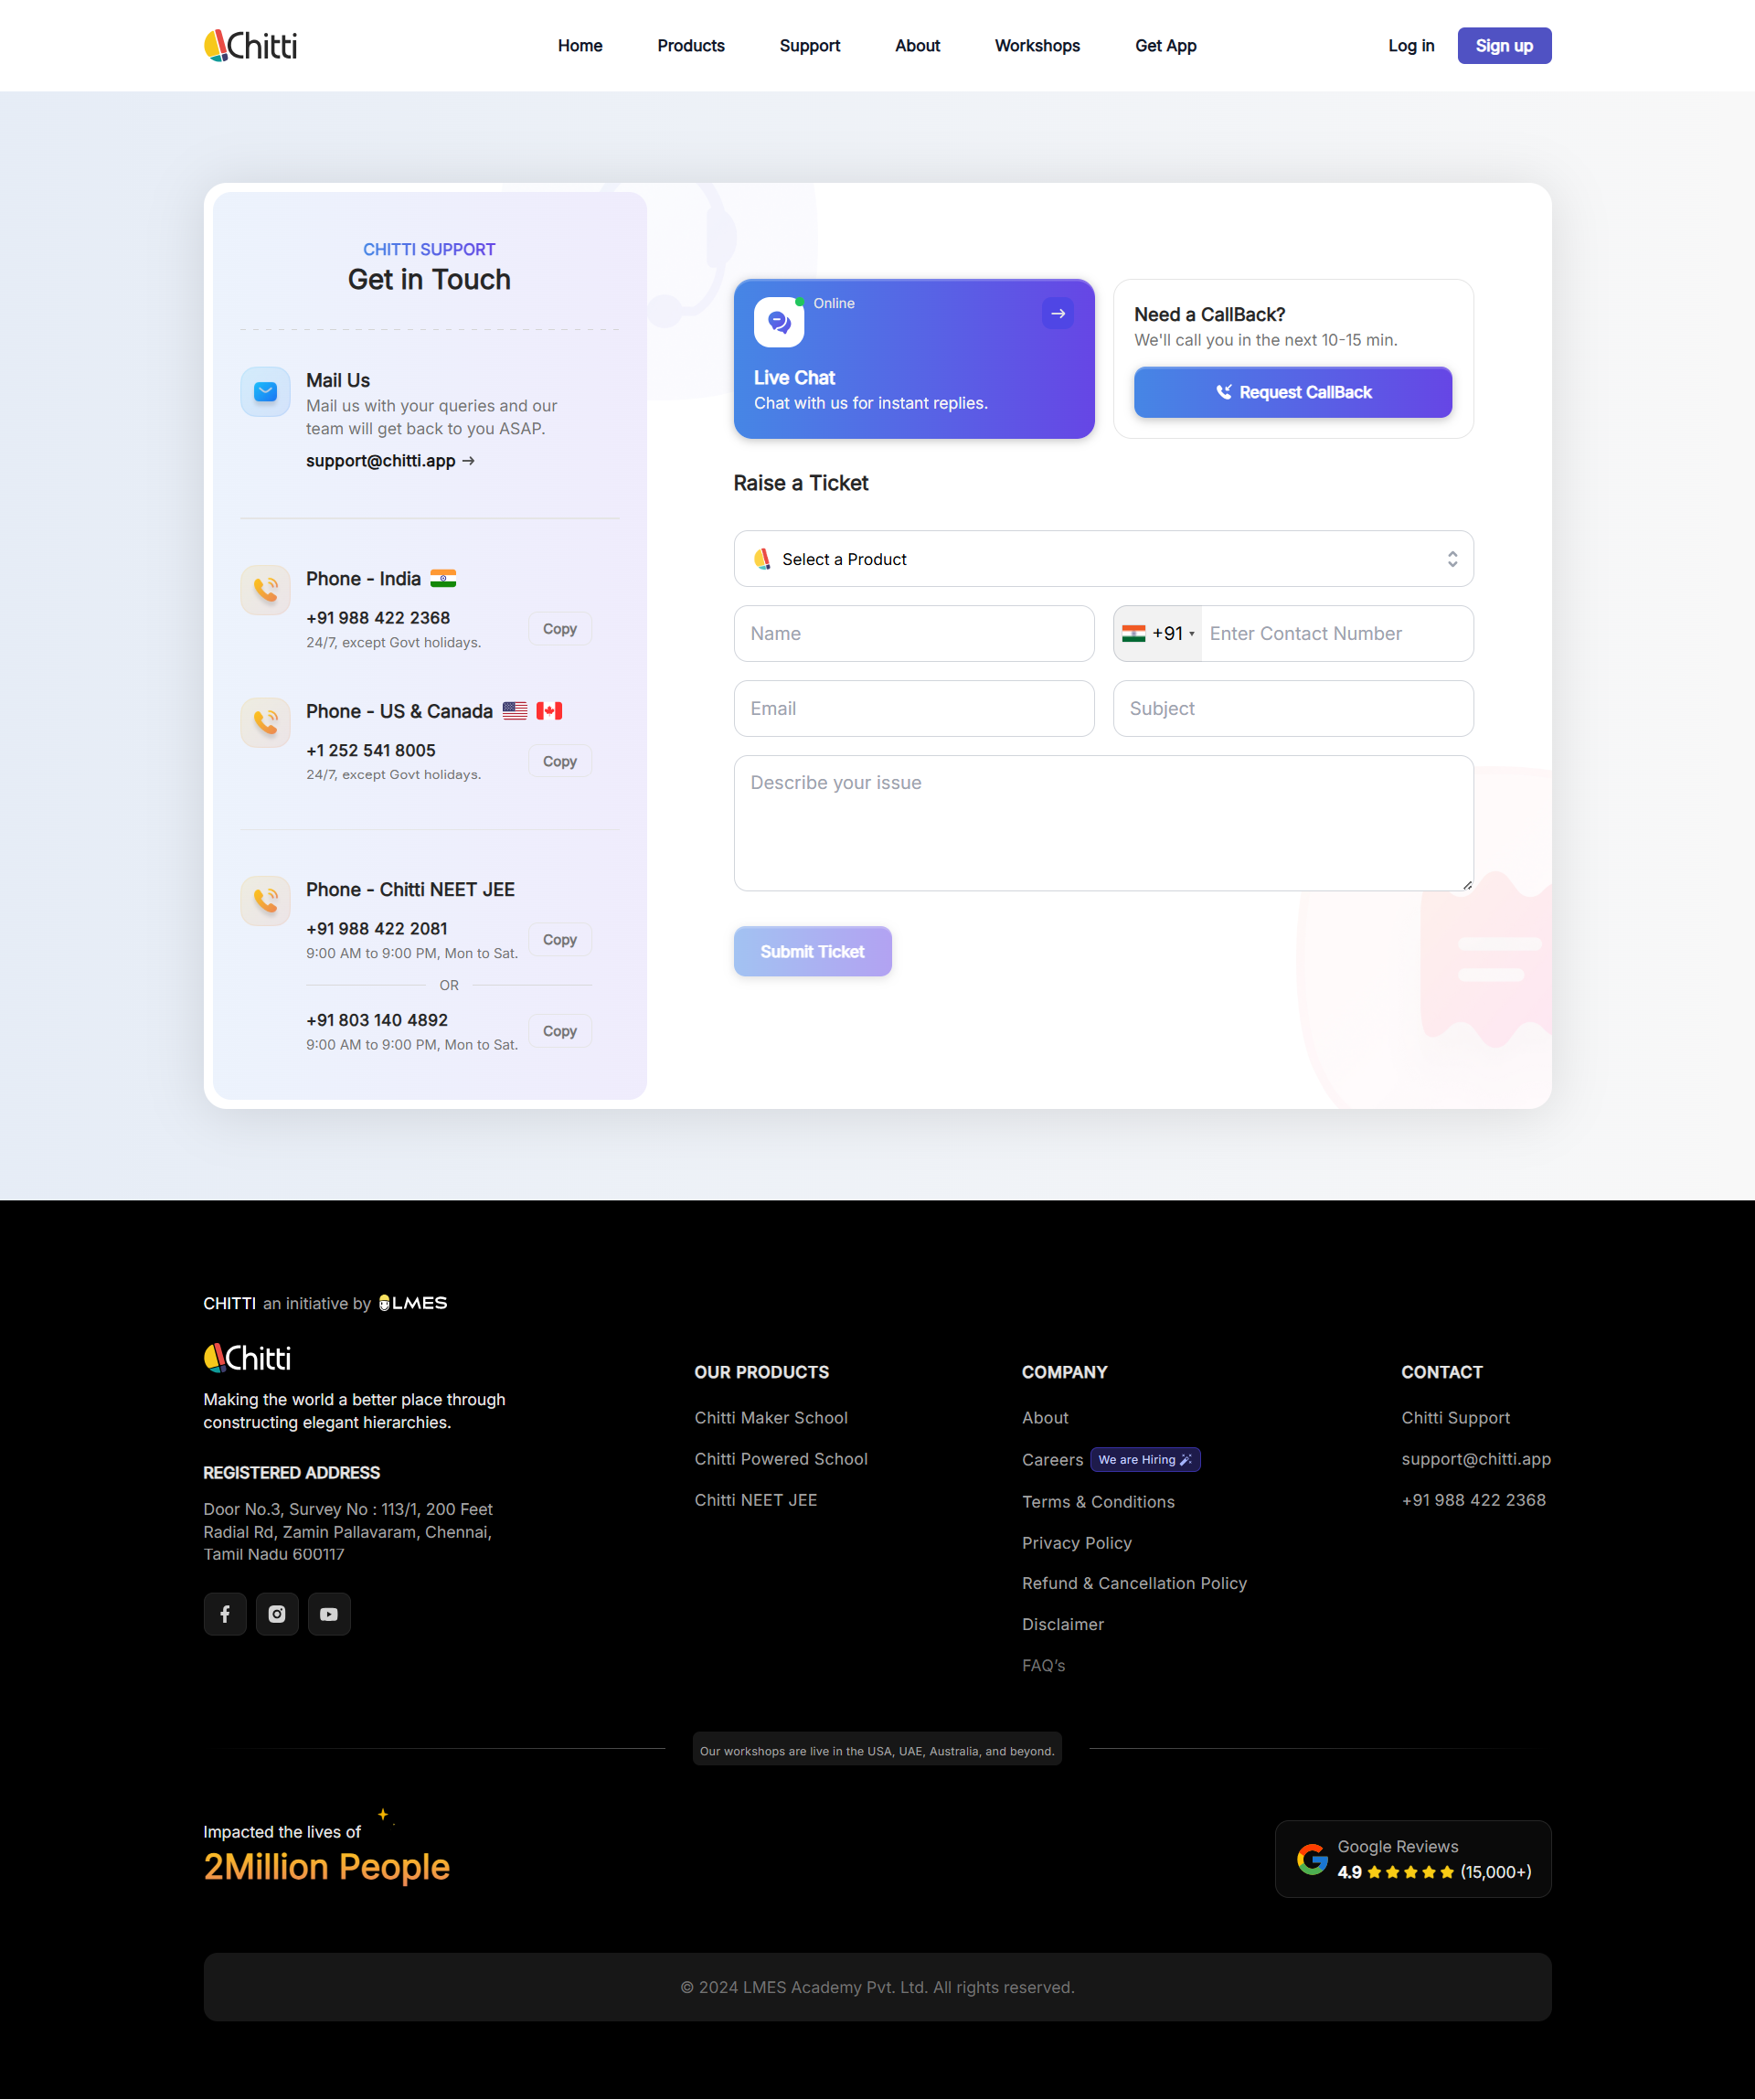 Chitti
Home
Products
Support
About
Workshops
Get App
Log in
Sign up
CHITTI SUPPORT
Get in Touch
Mail Us
Mail us with your queries and our
team will get back to you ASAP.
support@chitti.app →
Phone - India
+91 988 422 2368
24/7, except Govt holidays.
Copy
Phone - US & Canada
+1 252 541 8005
24/7, except Govt holidays.
Copy
Phone - Chitti NEET JEE
+91 988 422 2081
9:00 AM to 9:00 PM, Mon to Sat.
Copy
OR
+91 803 140 4892
9:00 AM to 9:00 PM, Mon to Sat.
Copy
Online
Live Chat
Chat with us for instant replies.
Need a CallBack?
We'll call you in the next 10-15 min.
Request CallBack
Raise a Ticket
Select a Product
Name
+91
Enter Contact Number
Email
Subject
Describe your issue
Submit Ticket
CHITTI an initiative by LMES
Chitti
Making the world a better place through
constructing elegant hierarchies.
REGISTERED ADDRESS
Door No.3, Survey No : 113/1, 200 Feet
Radial Rd, Zamin Pallavaram, Chennai,
Tamil Nadu 600117
OUR PRODUCTS
Chitti Maker School
Chitti Powered School
Chitti NEET JEE
COMPANY
About
Careers We are Hiring
Terms & Conditions
Privacy Policy
Refund & Cancellation Policy
Disclaimer
FAQ's
CONTACT
Chitti Support
support@chitti.app
+91 988 422 2368
Our workshops are live in the USA, UAE, Australia, and beyond.
Impacted the lives of
2Million People
Google Reviews
4.9 (15,000+)
© 2024 LMES Academy Pvt. Ltd. All rights reserved.